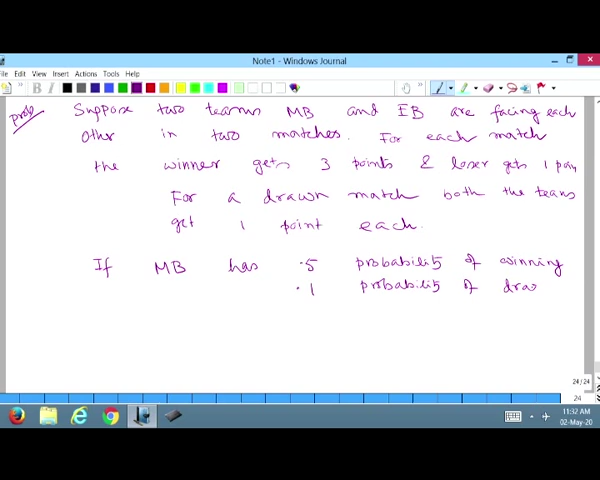 Note1 - Windows Journal
File Edit View Insert Actions Tools Help
Prob Suppose two teams MB and EB are facing each
other in two matches. For each match
the winner gets 3 points & loser gets 1 poin
For a drawn match both the teams
get 1 point each.
If MB has .5 probability of winning
.1 probability of draw
24/24
24
11:32 AM
02-May-20